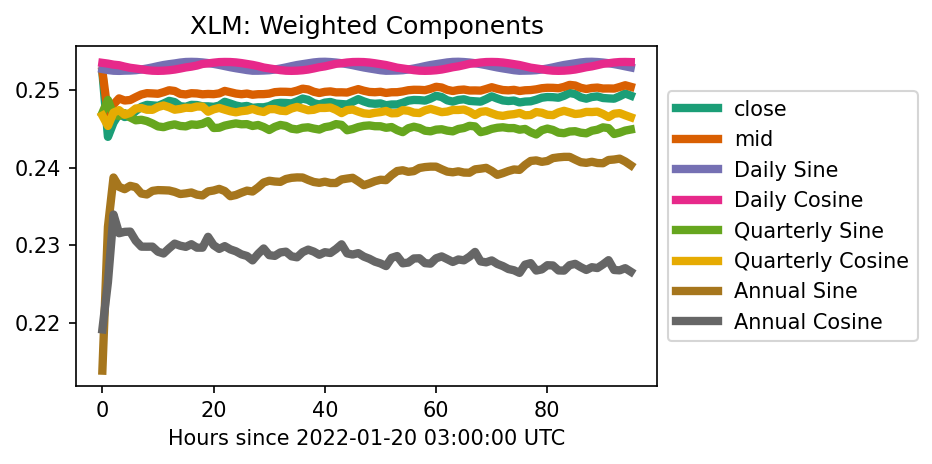 XLM: Weighted Components
0.25
0.24
0.23
0.22
0 20 40 60 80
Hours since 2022-01-20 03:00:00 UTC
close
mid
Daily Sine
Daily Cosine
Quarterly Sine
Quarterly Cosine
Annual Sine
Annual Cosine